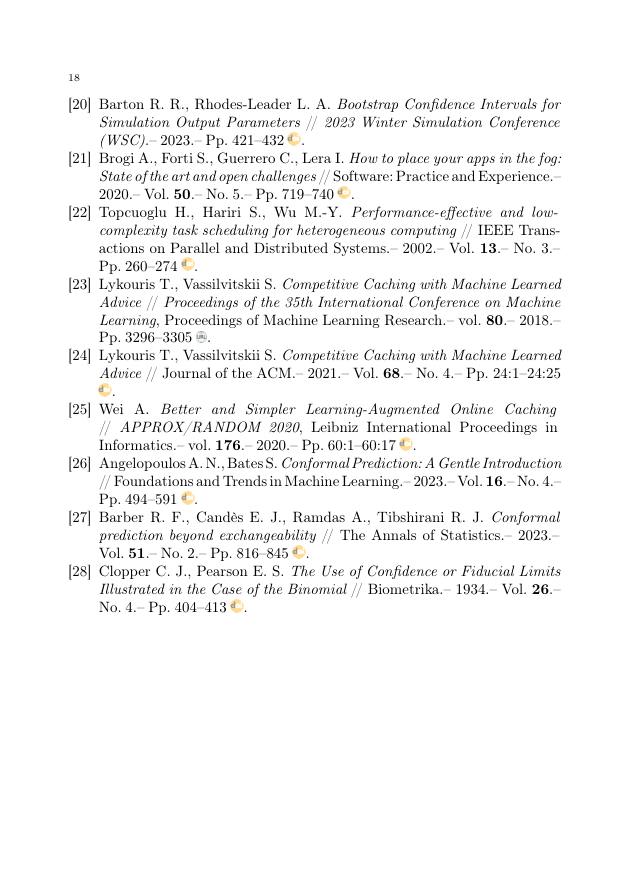 18
[20] Barton R. R., Rhodes-Leader L. A. Bootstrap Confidence Intervals for
Simulation Output Parameters // 2023 Winter Simulation Conference
(WSC).– 2023.– Pp. 421–432 .
[21] Brogi A., Forti S., Guerrero C., Lera I. How to place your apps in the fog:
State of the art and open challenges // Software: Practice and Experience.–
2020.– Vol. 50.– No. 5.– Pp. 719–740 .
[22] Topcuoglu H., Hariri S., Wu M.-Y. Performance-effective and low-
complexity task scheduling for heterogeneous computing // IEEE Trans-
actions on Parallel and Distributed Systems.– 2002.– Vol. 13.– No. 3.–
Pp. 260–274 .
[23] Lykouris T., Vassilvitskii S. Competitive Caching with Machine Learned
Advice // Proceedings of the 35th International Conference on Machine
Learning, Proceedings of Machine Learning Research.– vol. 80.– 2018.–
Pp. 3296–3305 URL.
[24] Lykouris T., Vassilvitskii S. Competitive Caching with Machine Learned
Advice // Journal of the ACM.– 2021.– Vol. 68.– No. 4.– Pp. 24:1–24:25
.
[25] Wei A. Better and Simpler Learning-Augmented Online Caching
// APPROX/RANDOM 2020, Leibniz International Proceedings in
Informatics.– vol. 176.– 2020.– Pp. 60:1–60:17 .
[26] Angelopoulos A. N., Bates S. Conformal Prediction: A Gentle Introduction
// Foundations and Trends in Machine Learning.– 2023.– Vol. 16.– No. 4.–
Pp. 494–591 .
[27] Barber R. F., Candès E. J., Ramdas A., Tibshirani R. J. Conformal
prediction beyond exchangeability // The Annals of Statistics.– 2023.–
Vol. 51.– No. 2.– Pp. 816–845 .
[28] Clopper C. J., Pearson E. S. The Use of Confidence or Fiducial Limits
Illustrated in the Case of the Binomial // Biometrika.– 1934.– Vol. 26.–
No. 4.– Pp. 404–413 .